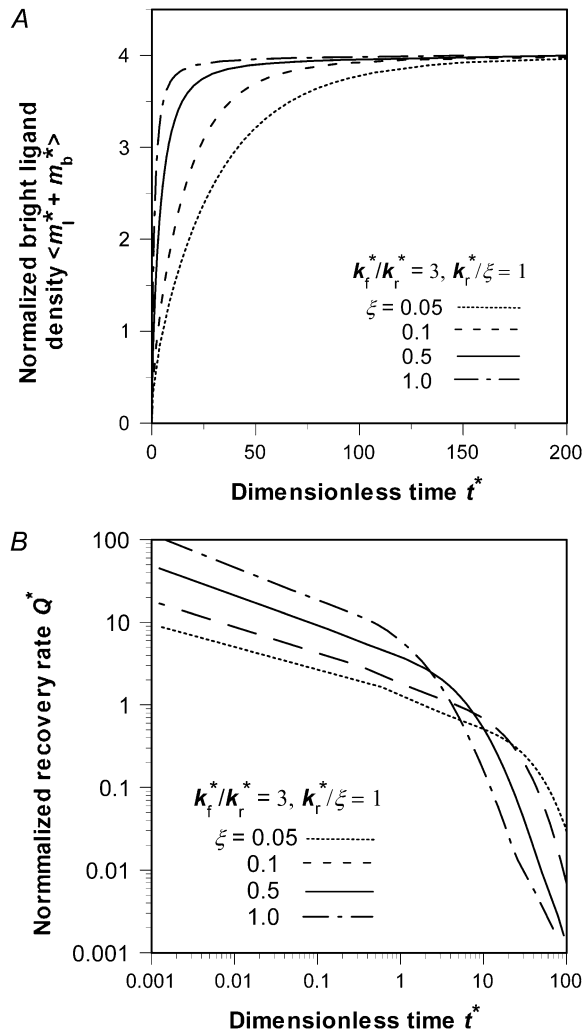 A
Normalized bright ligand
density <m_l^* + m_b^*>
4
3
2
1
0
k_f^*/k_r^* = 3, k_r^*/ξ = 1
ξ = 0.05
0.1
0.5
1.0
0 50 100 150 200
Dimensionless time t^*
B
Normmalized recovery rate Q^*
100
10
1
0.1
0.01
0.001
k_f^*/k_r^* = 3, k_r^*/ξ = 1
ξ = 0.05
0.1
0.5
1.0
0.001 0.01 0.1 1 10 100
Dimensionless time t^*